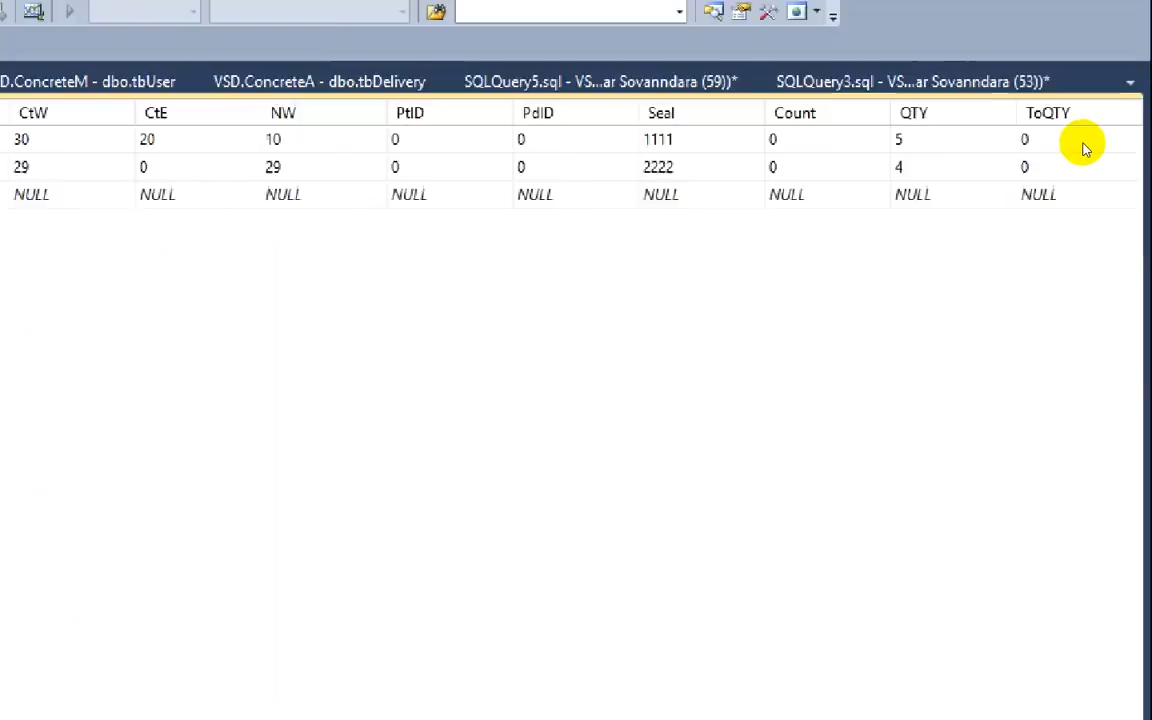 D.ConcreteM - dbo.tbUser VSD.ConcreteA - dbo.tbDelivery SQLQuery5.sql - VS...ar Sovanndara (59))* SQLQuery3.sql - VS...ar Sovanndara (53))*
CtW CtE NW PtID PdID Seal Count QTY ToQTY
30 20 10 0 0 1111 0 5 0
29 0 29 0 0 2222 0 4 0
NULL NULL NULL NULL NULL NULL NULL NULL NULL